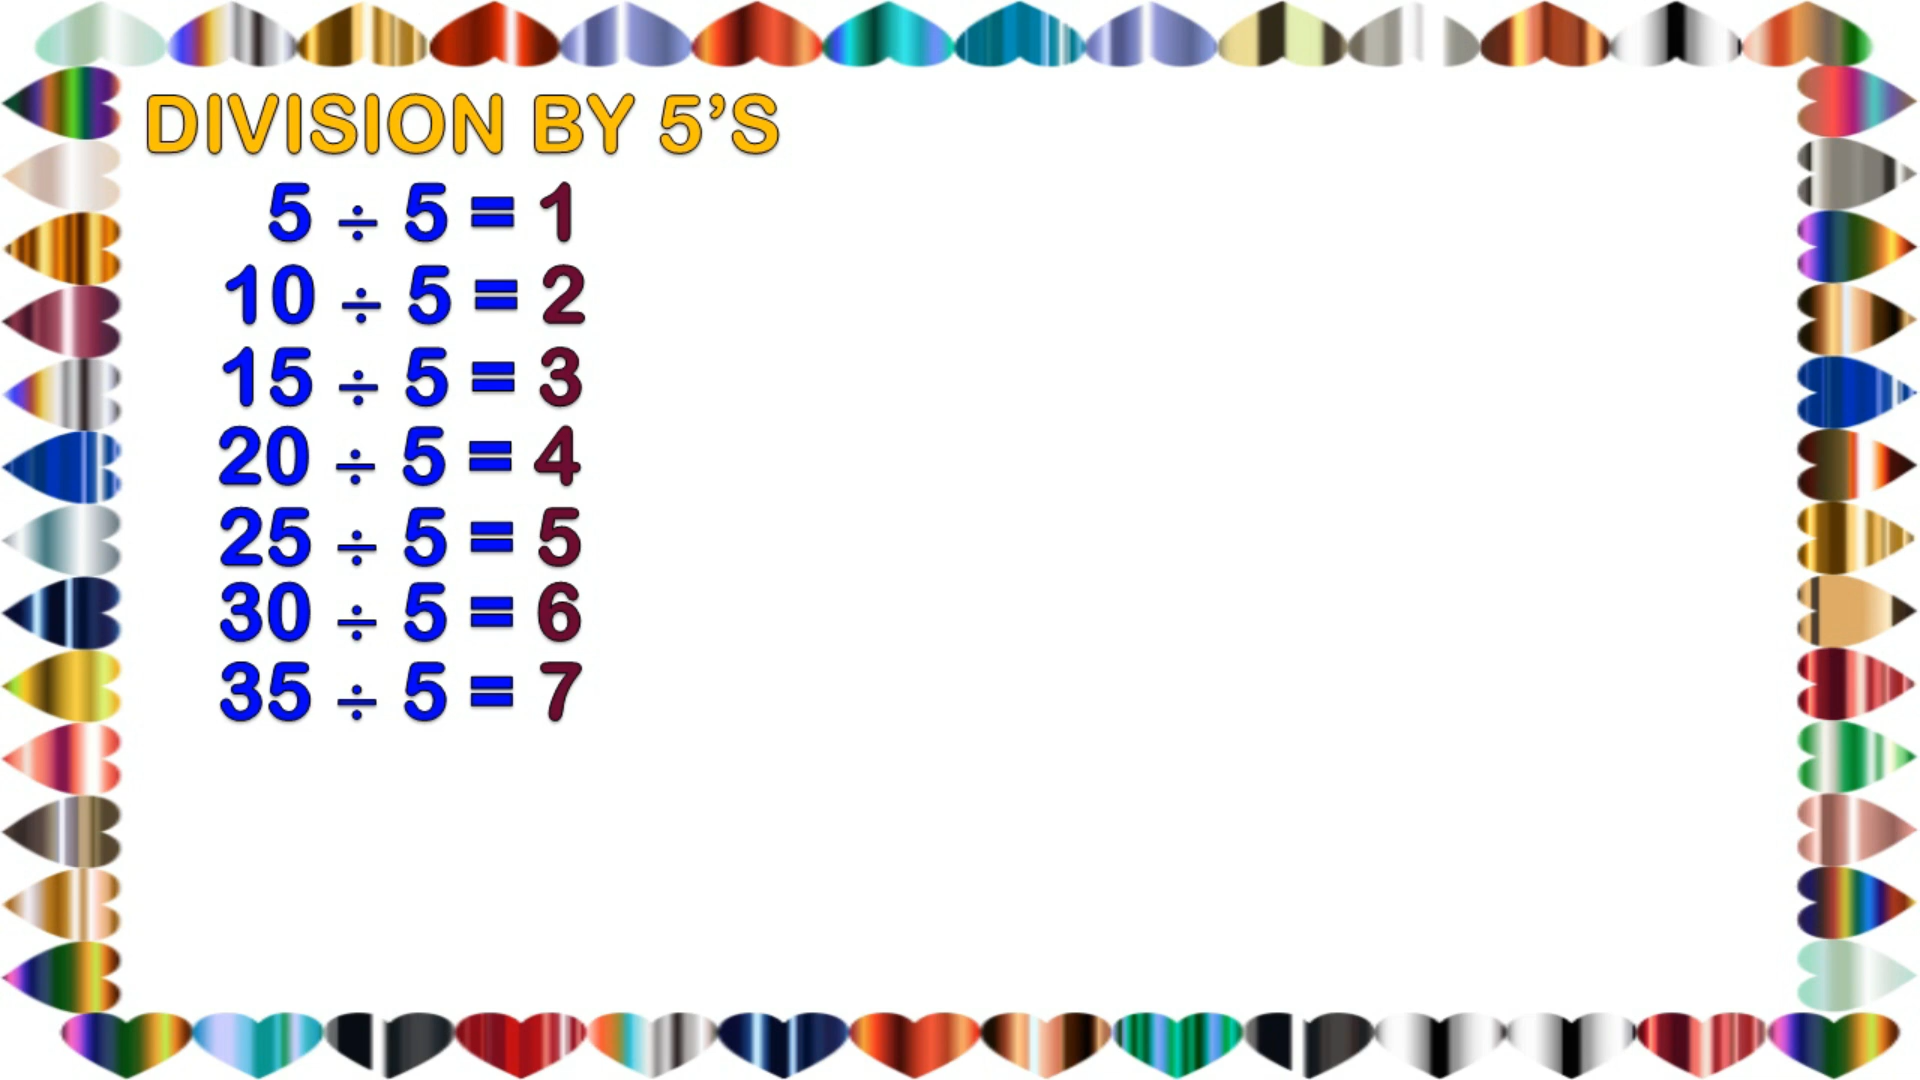 DIVISION BY 5’S
5 ÷ 5 = 1
10 ÷ 5 = 2
15 ÷ 5 = 3
20 ÷ 5 = 4
25 ÷ 5 = 5
30 ÷ 5 = 6
35 ÷ 5 = 7